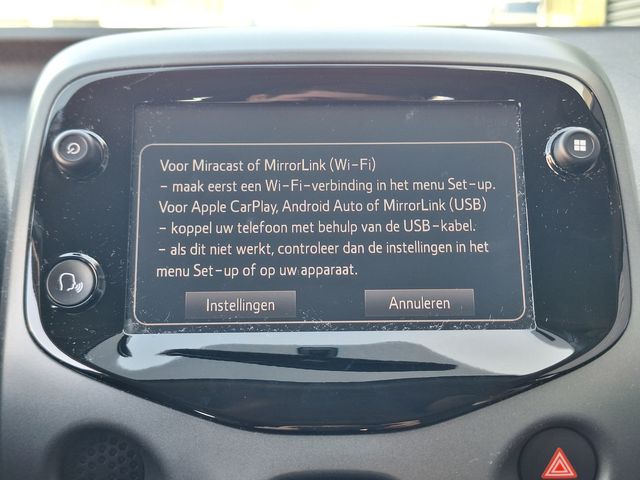 Voor Miracast of MirrorLink (Wi-Fi)
- maak eerst een Wi-Fi-verbinding in het menu Set-up.
Voor Apple CarPlay, Android Auto of MirrorLink (USB)
- koppel uw telefoon met behulp van de USB-kabel.
- als dit niet werkt, controleer dan de instellingen in het
menu Set-up of op uw apparaat.
Instellingen
Annuleren